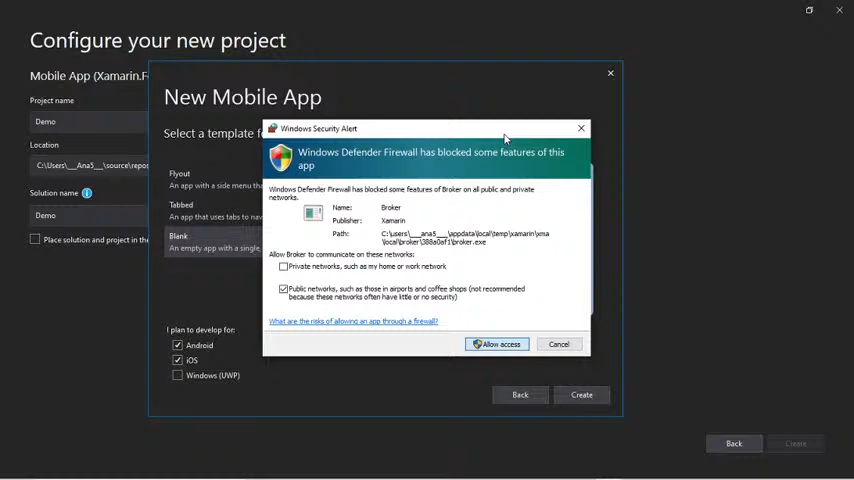 Configure your new project
Mobile App (Xamarin.Fo
Project name
Demo
Location
C:\Users\___Ana5___\source\repos
Solution name
Demo
Place solution and project in the
New Mobile App
Select a template fo
Flyout
An app with a side menu tha
Tabbed
An app that uses tabs to nav
Blank
An empty app with a single,
I plan to develop for:
Android
iOS
Windows (UWP)
Back
Create
Windows Security Alert
Windows Defender Firewall has blocked some features of this
app
Windows Defender Firewall has blocked some features of Broker on all public and private
networks.
Name:
Broker
Publisher:
Xamarin
Path:
C:\users\___ana5___\appdata\local\temp\xamarin\xma
\local\broker\388a0af1\broker.exe
Allow Broker to communicate on these networks:
Private networks, such as my home or work network
Public networks, such as those in airports and coffee shops (not recommended
because these networks often have little or no security)
What are the risks of allowing an app through a firewall?
Allow access
Cancel
Back
Create